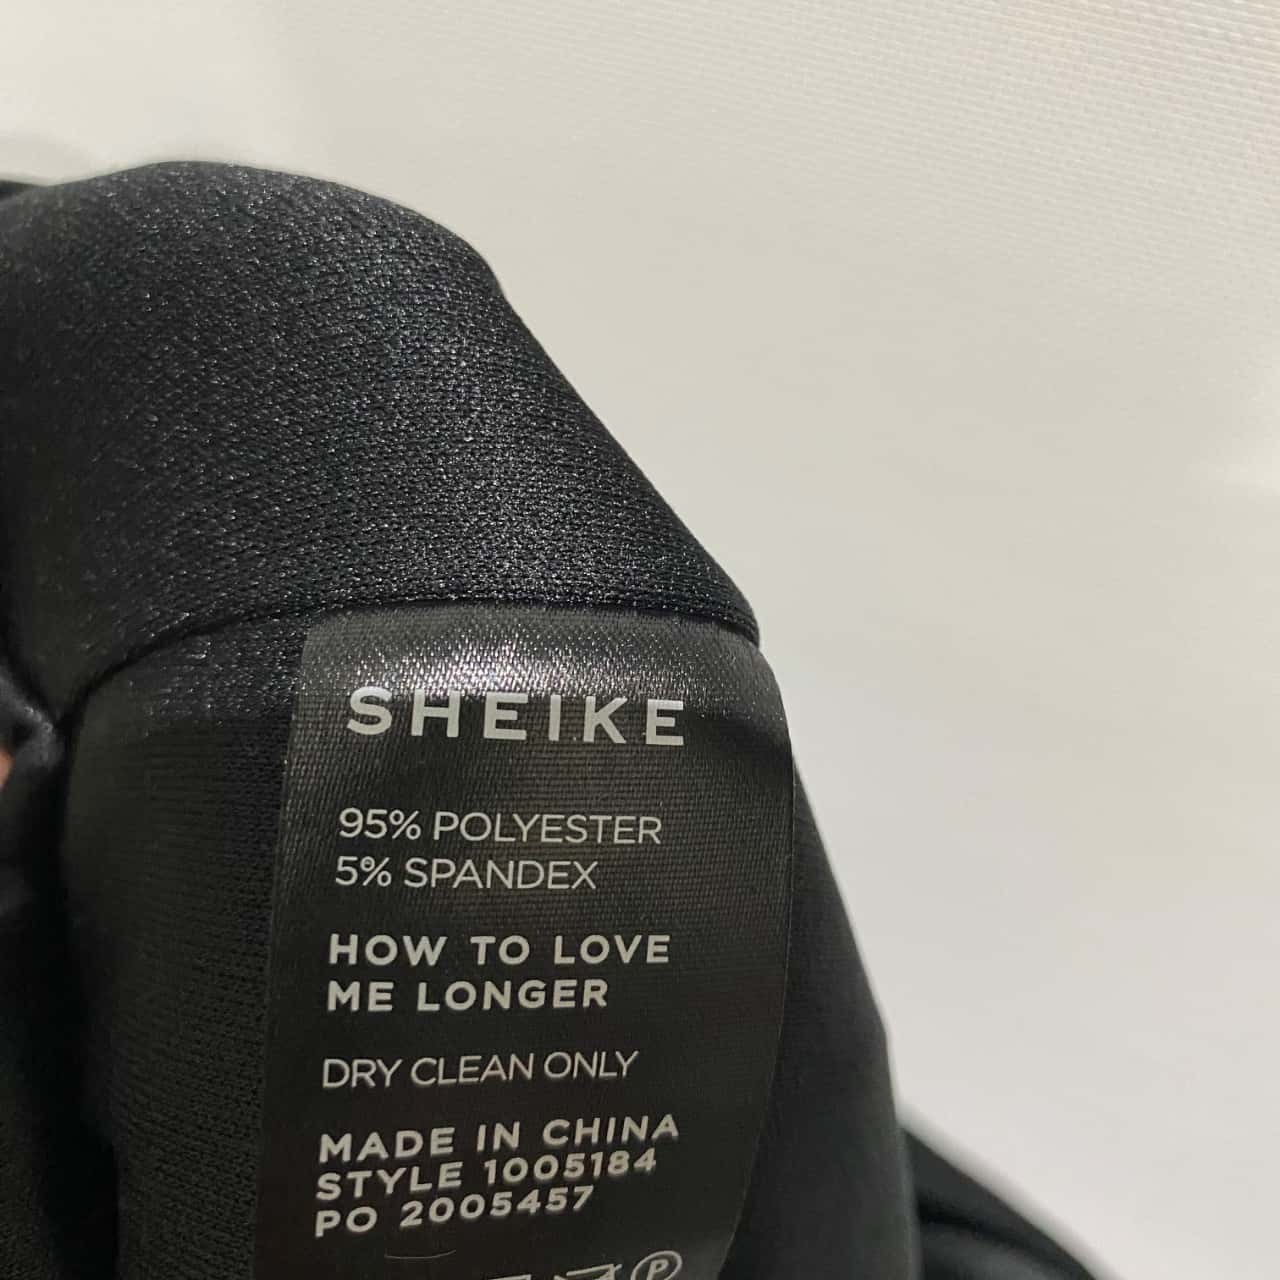 SHEIKE
95% POLYESTER
5% SPANDEX
HOW TO LOVE
ME LONGER
DRY CLEAN ONLY
MADE IN CHINA
STYLE 1005184
PO 2005457
P